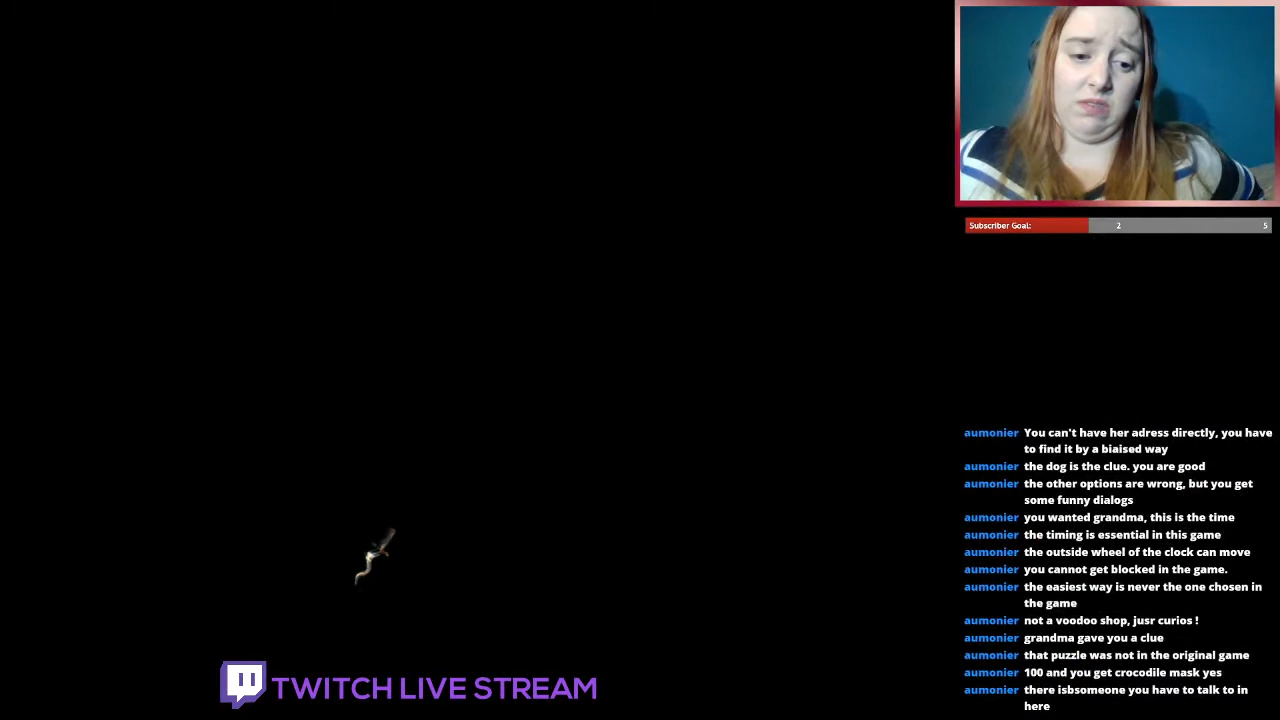 Subscriber Goal: 2 5
aumonier You can't have her adress directly, you have
to find it by a biaised way
aumonier the dog is the clue. you are good
aumonier the other options are wrong, but you get
some funny dialogs
aumonier you wanted grandma, this is the time
aumonier the timing is essential in this game
aumonier the outside wheel of the clock can move
aumonier you cannot get blocked in the game.
aumonier the easiest way is never the one chosen in
the game
aumonier not a voodoo shop, jusr curios !
aumonier grandma gave you a clue
aumonier that puzzle was not in the original game
aumonier 100 and you get crocodile mask yes
aumonier there isbsomeone you have to talk to in
here
TWITCH LIVE STREAM